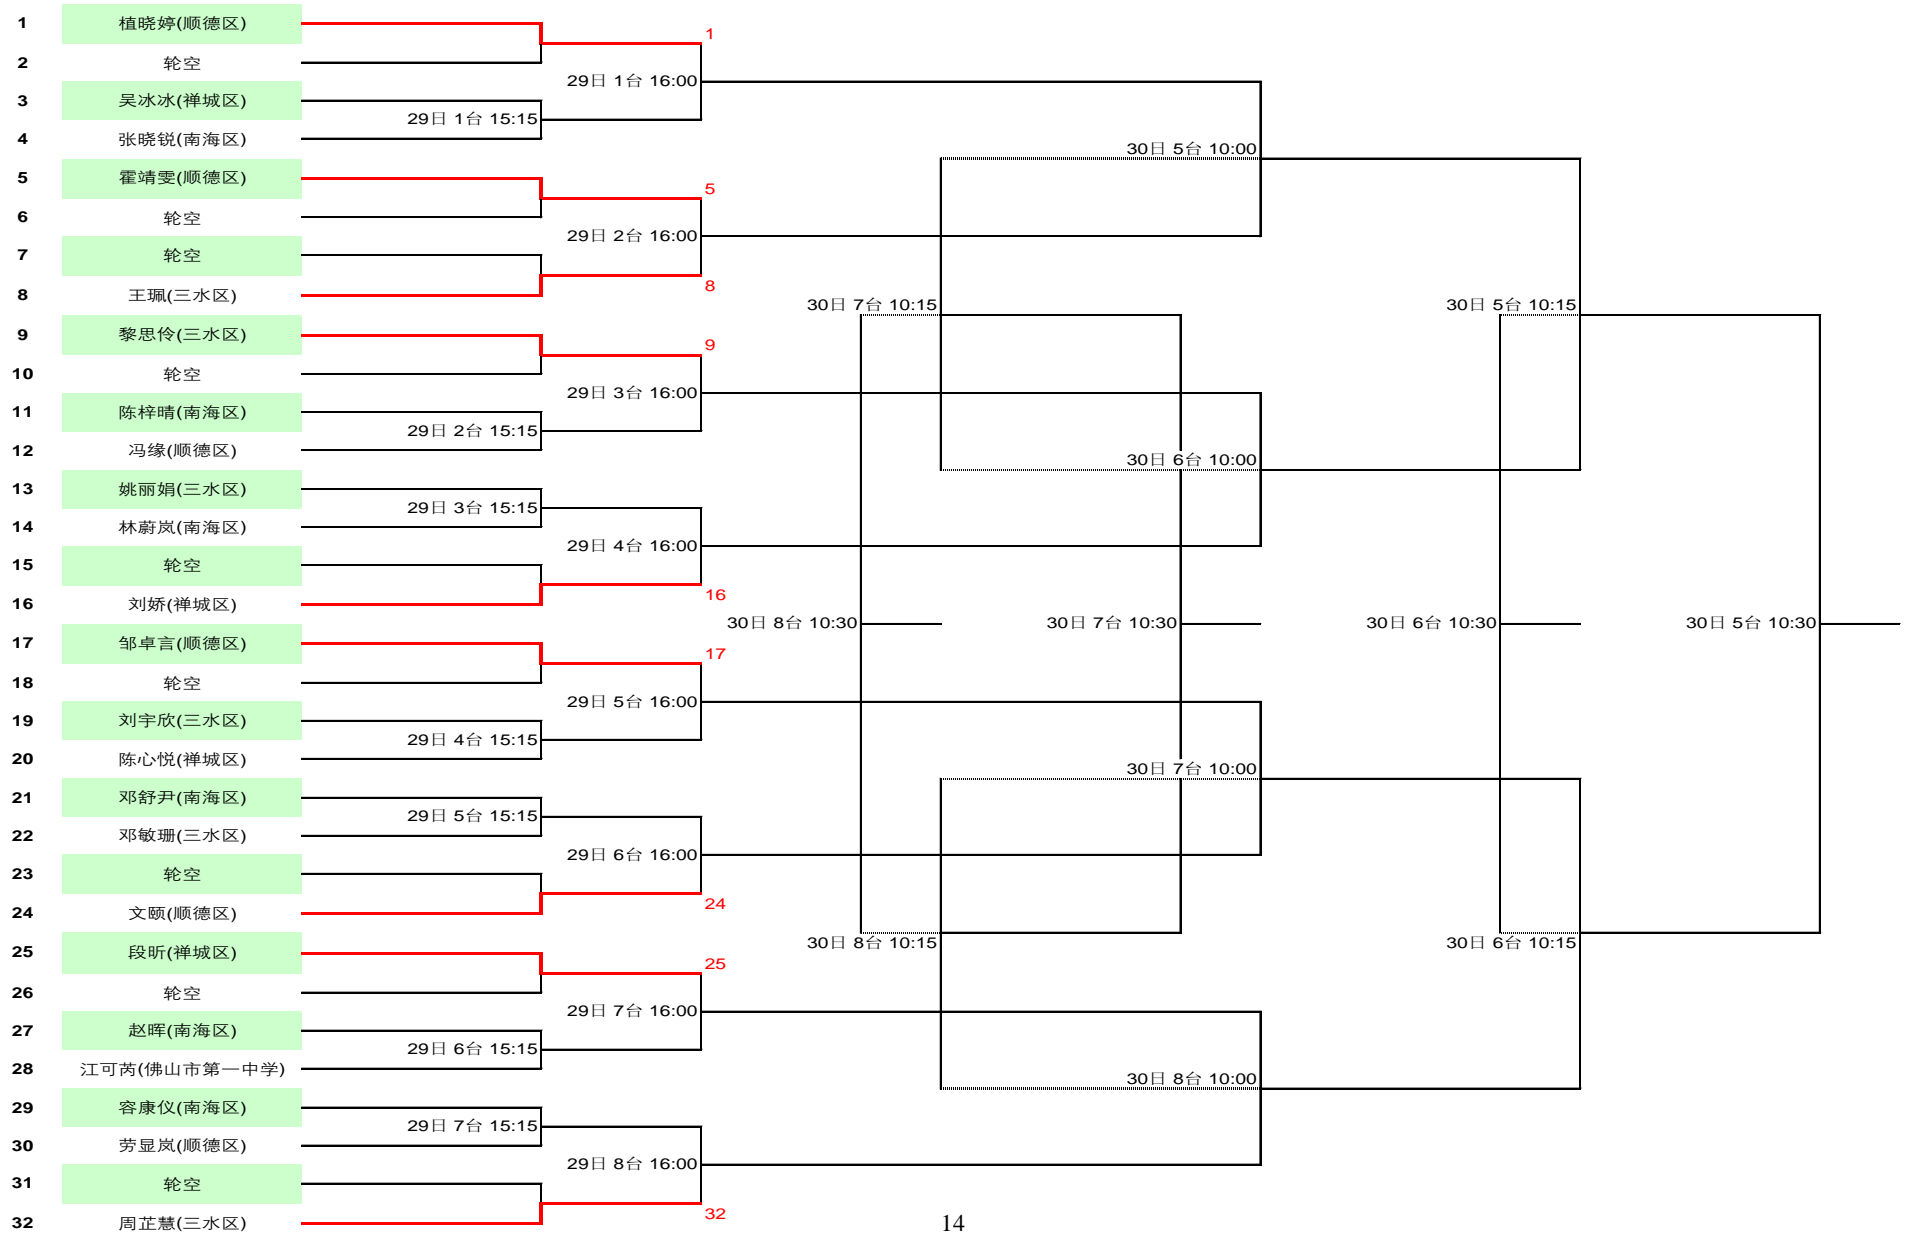 1 植晓婷(顺德区)
1
2 轮空
29日 1台 16:00
3 吴冰冰(禅城区)
29日 1台 15:15
4 张晓锐(南海区)
30日 5台 10:00
5 霍靖雯(顺德区)
5
6 轮空
29日 2台 16:00
7 轮空
8
8 王珮(三水区)
30日 7台 10:15 30日 5台 10:15
9 黎思伶(三水区)
9
10 轮空
29日 3台 16:00
11 陈梓晴(南海区)
29日 2台 15:15
12 冯缘(顺德区)
30日 6台 10:00
13 姚丽娟(三水区)
29日 3台 15:15
14 林蔚岚(南海区)
29日 4台 16:00
15 轮空
16
16 刘娇(禅城区)
30日 8台 10:30 30日 7台 10:30 30日 6台 10:30 30日 5台 10:30
17 邹卓言(顺德区)
17
18 轮空
29日 5台 16:00
19 刘宇欣(三水区)
29日 4台 15:15
20 陈心悦(禅城区)
30日 7台 10:00
21 邓舒尹(南海区)
29日 5台 15:15
22 邓敏珊(三水区)
29日 6台 16:00
23 轮空
24
24 文颐(顺德区)
30日 8台 10:15 30日 6台 10:15
25 段昕(禅城区)
25
26 轮空
29日 7台 16:00
27 赵晖(南海区)
29日 6台 15:15
28 江可芮(佛山市第一中学)
30日 8台 10:00
29 容康仪(南海区)
29日 7台 15:15
30 劳显岚(顺德区)
29日 8台 16:00
31 轮空
32
32 周芷慧(三水区)
14